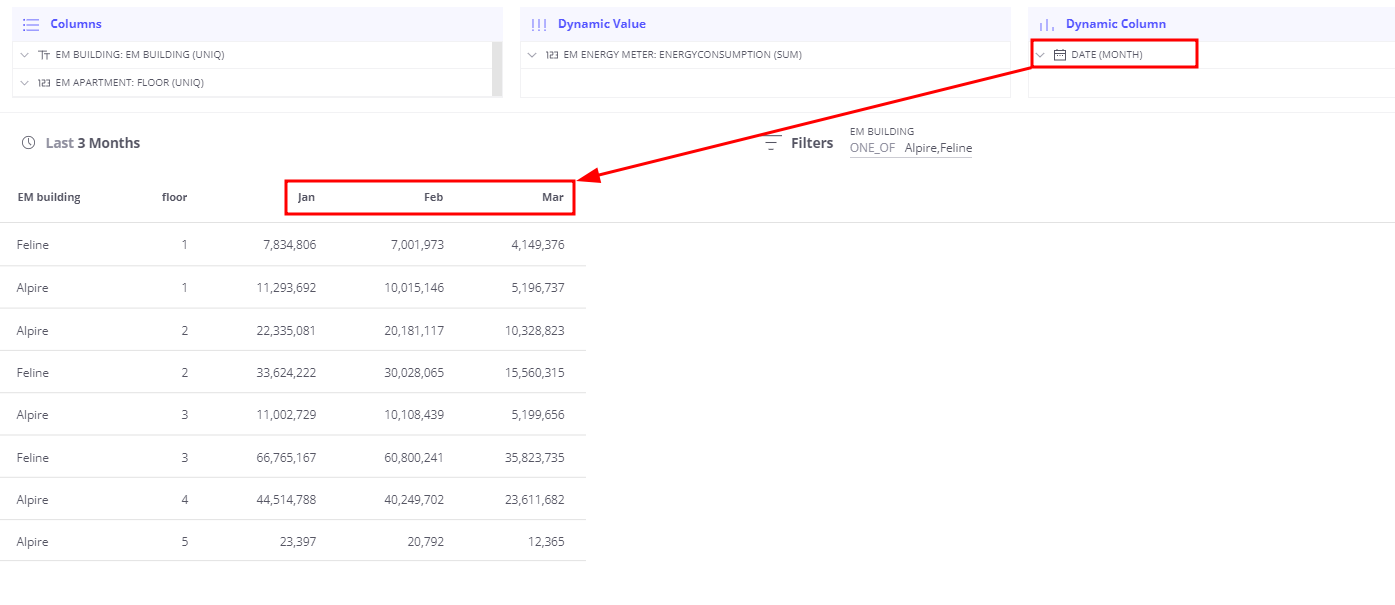 Columns Dynamic Value Dynamic Column
EM BUILDING: EM BUILDING (UNIQ) 123 EM ENERGY METER: ENERGYCONSUMPTION (SUM) DATE (MONTH)
123 EM APARTMENT: FLOOR (UNIQ)
EM BUILDING
Last 3 Months Filters ONE_OF Alpire,Feline
EM building floor Jan Feb Mar
Feline 1 7,834,806 7,001,973 4,149,376
Alpire 1 11,293,692 10,015,146 5,196,737
Alpire 2 22,335,081 20,181,117 10,328,823
Feline 2 33,624,222 30,028,065 15,560,315
Alpire 3 11,002,729 10,108,439 5,199,656
Feline 3 66,765,167 60,800,241 35,823,735
Alpire 4 44,514,788 40,249,702 23,611,682
Alpire 5 23,397 20,792 12,365